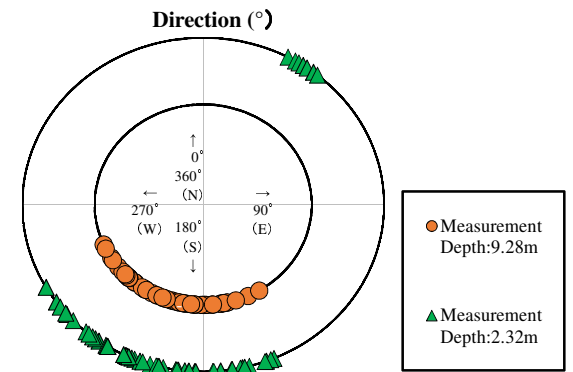 Direction (°)
↑
0°
360°
(N)
←
→
270°
(W)
90°
(E)
180°
(S)
↓
Measurement
Depth:9.28m
Measurement
Depth:2.32m